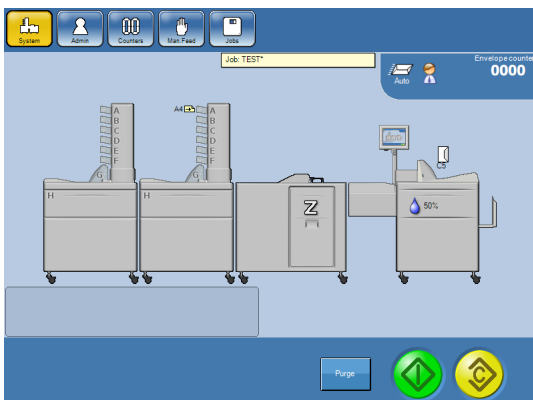 System
Admin
Counters
Man.Feed
Jobs
Job: TEST*
Auto
Envelope counter
0000
A
B
C
D
E
F
G
H
A4
A
B
C
D
E
F
G
H
Z
C5
50%
Purge
C